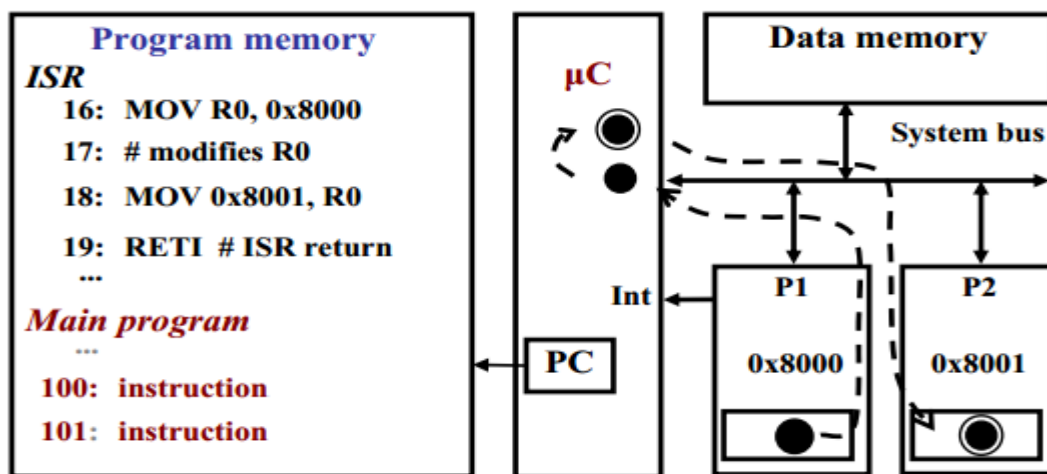 Program memory
ISR
16: MOV R0, 0x8000
17: # modifies R0
18: MOV 0x8001, R0
19: RETI # ISR return
...
Main program
...
100: instruction
101: instruction
µC
Int
PC
Data memory
System bus
P1
0x8000
P2
0x8001